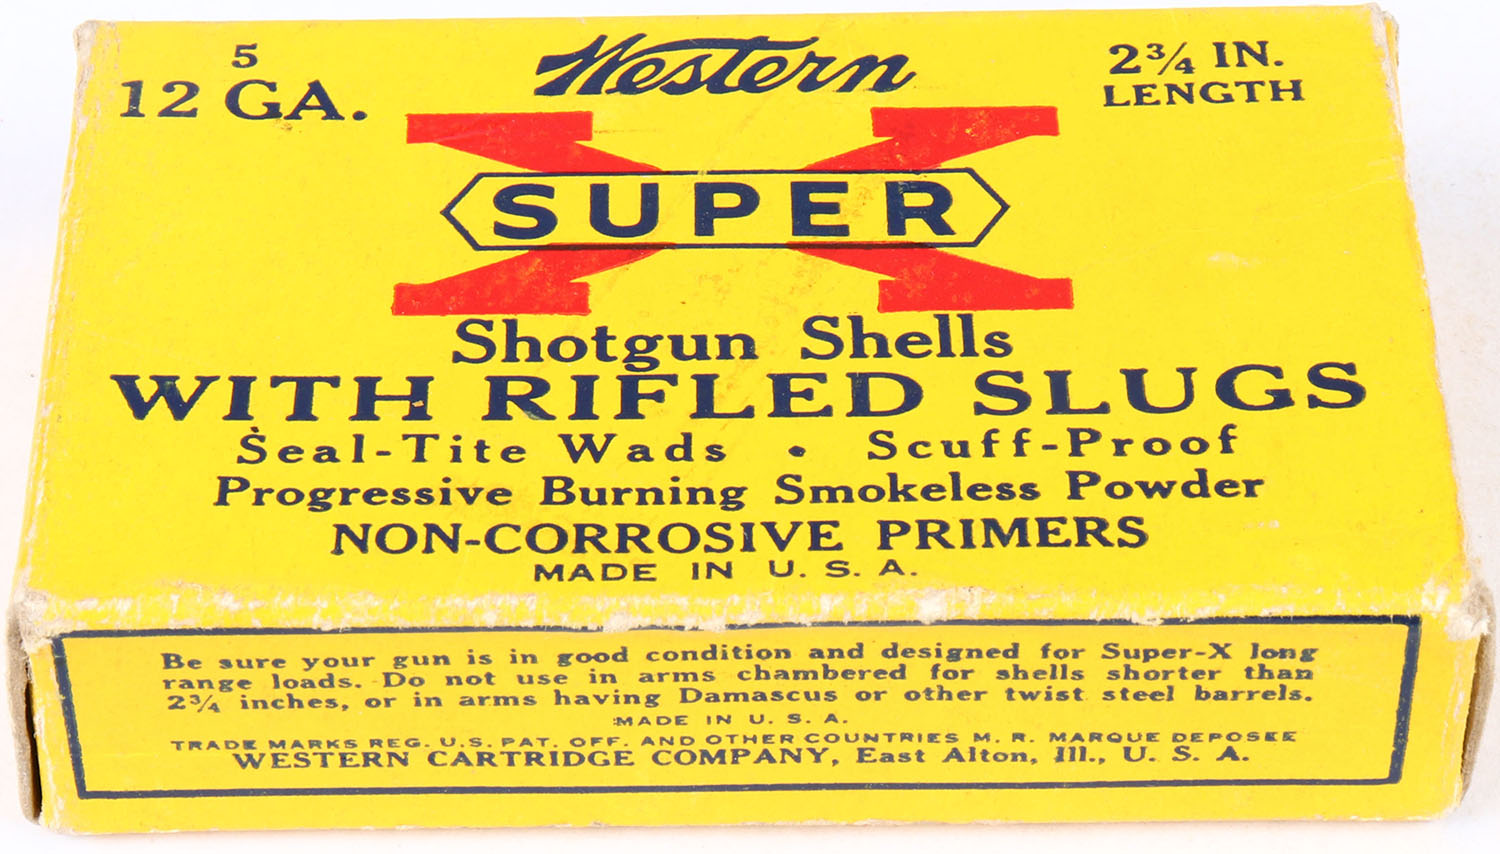 5
12 GA.
Western
2¾ IN.
LENGTH
SUPER X
Shotgun Shells
WITH RIFLED SLUGS
Seal-Tite Wads • Scuff-Proof
Progressive Burning Smokeless Powder
NON-CORROSIVE PRIMERS
MADE IN U. S. A.
Be sure your gun is in good condition and designed for Super-X long
range loads. Do not use in arms chambered for shells shorter than
2¾ inches, or in arms having Damascus or other twist steel barrels.
MADE IN U. S. A.
TRADE MARKS REG. U.S. PAT. OFF. AND OTHER COUNTRIES M. R. MARQUE DEPOSEE
WESTERN CARTRIDGE COMPANY, East Alton, Ill., U. S. A.